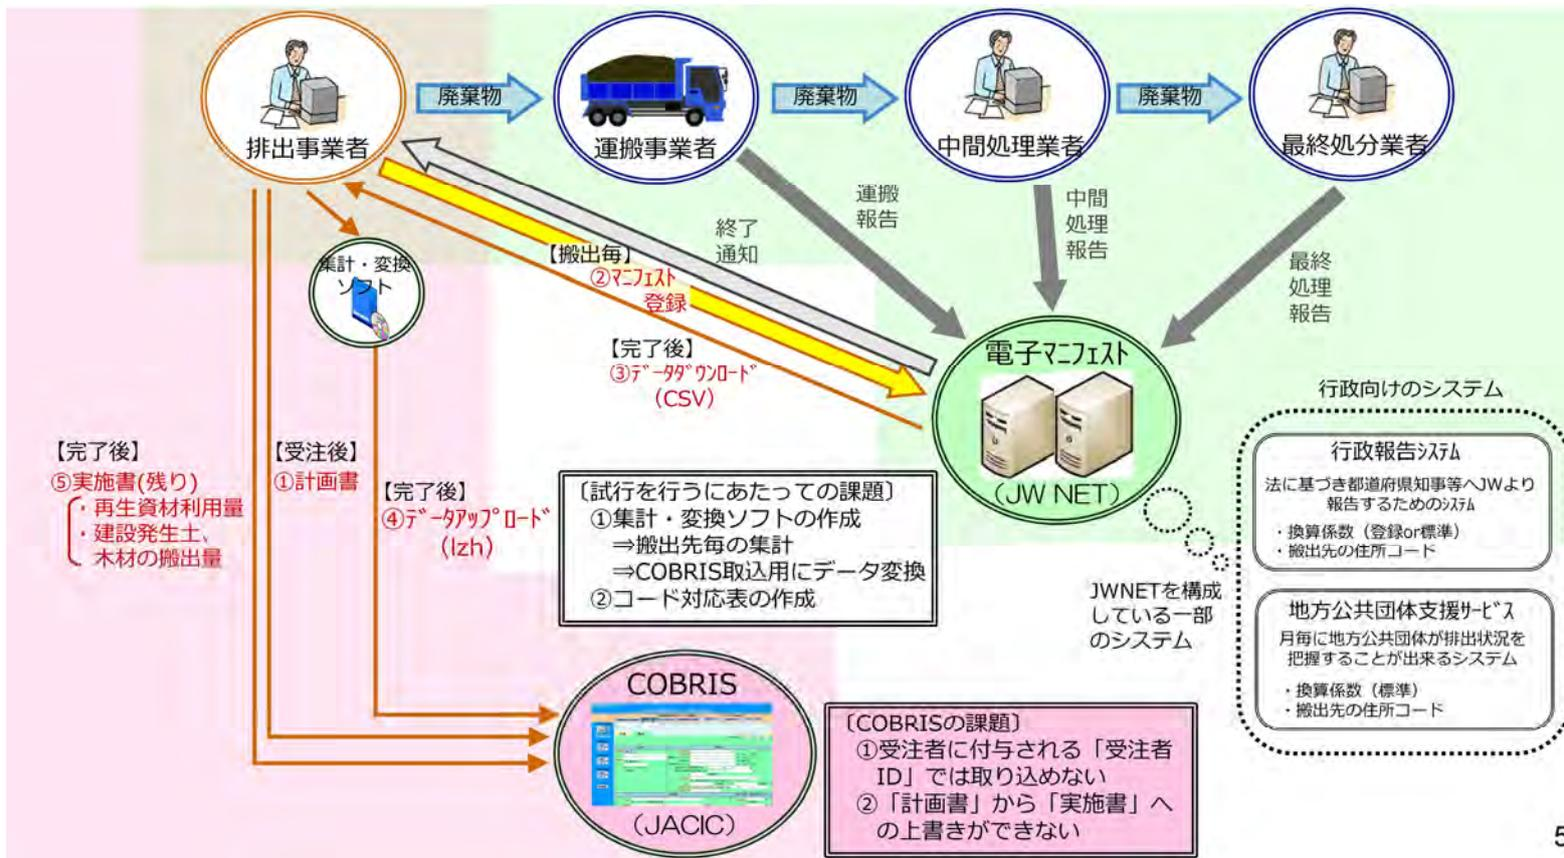 廃棄物
廃棄物
廃棄物
排出事業者
運搬事業者
中間処理業者
最終処分業者
集計・変換
ソフト
【搬出毎】
②ﾏﾆﾌｪｽﾄ
登録
終了
通知
運搬
報告
中間
処理
報告
最終
処理
報告
【完了後】
③ﾃﾞｰﾀﾀﾞｳﾝﾛｰﾄﾞ
(CSV)
電子ﾏﾆﾌｪｽﾄ
(JW NET)
【完了後】
⑤実施書(残り)
・再生資材利用量
・建設発生土、
木材の搬出量
【受注後】
①計画書
【完了後】
④ﾃﾞｰﾀｱｯﾌﾟﾛｰﾄﾞ
(lzh)
〔試行を行うにあたっての課題〕
①集計・変換ソフトの作成
⇒搬出先毎の集計
⇒COBRIS取込用にデータ変換
②コード対応表の作成
JWNETを構成
している一部
のシステム
行政向けのシステム
行政報告ｼｽﾃﾑ
法に基づき都道府県知事等へJWより
報告するためのｼｽﾃﾑ
・換算係数（登録or標準）
・搬出先の住所コード
地方公共団体支援ｻｰﾋﾞｽ
月毎に地方公共団体が排出状況を
把握することが出来るシステム
・換算係数（標準）
・搬出先の住所コード
COBRIS
(JACIC)
〔COBRISの課題〕
①受注者に付与される「受注者
ID」では取り込めない
②「計画書」から「実施書」へ
の上書きができない
5